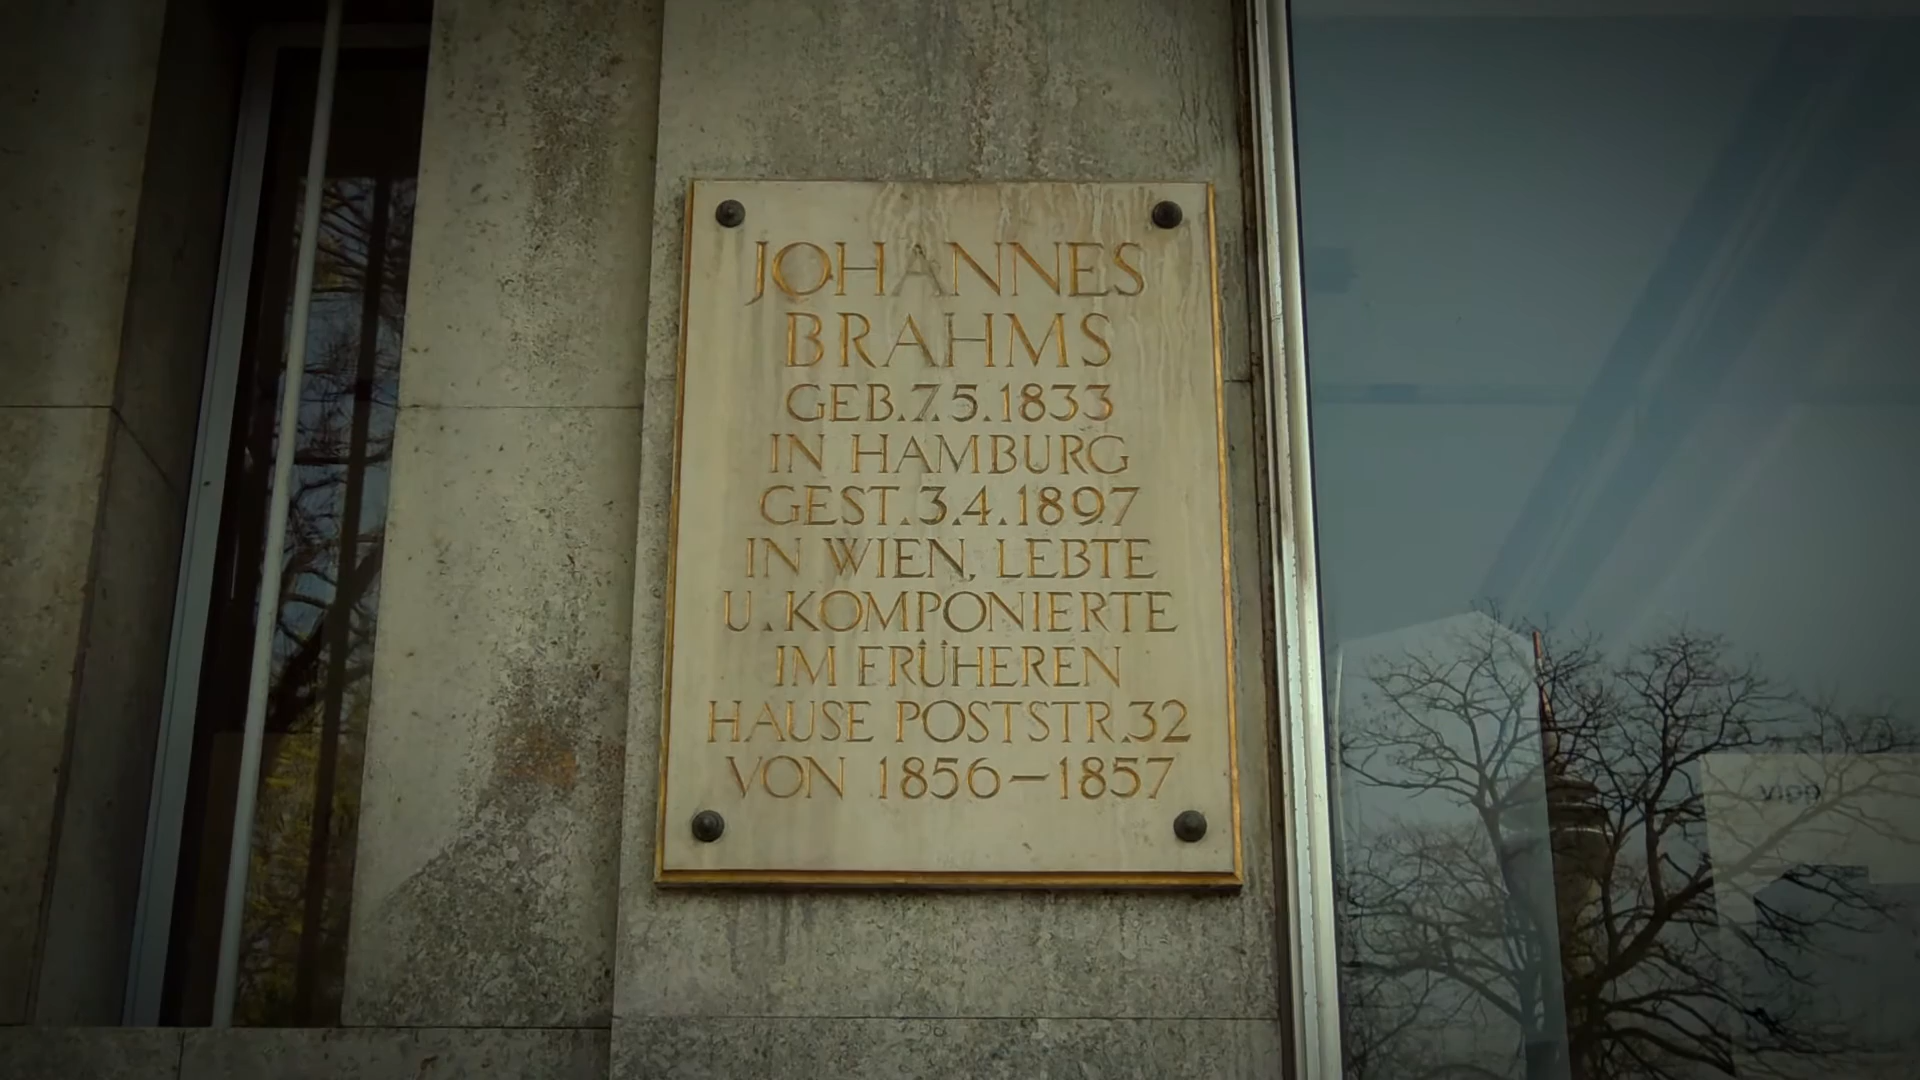 JOHANNES
BRAHMS
GEB. 7.5.1833
IN HAMBURG
GEST. 3.4.1897
IN WIEN, LEBTE
U. KOMPONIERTE
IM FRÜHEREN
HAUSE POSTSTR. 32
VON 1856–1857